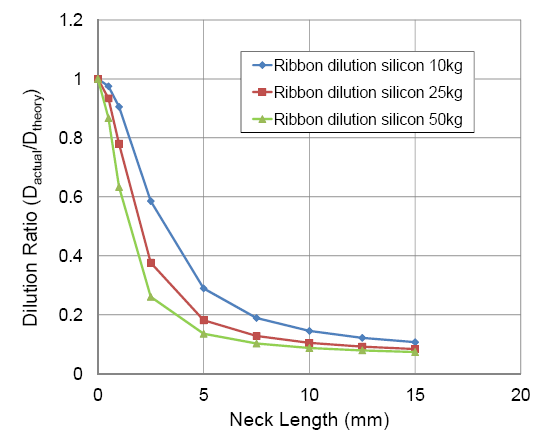 1.2
1
0.8
0.6
0.4
0.2
0
Dilution Ratio (Dactual/Dtheory)
Ribbon dilution silicon 10kg
Ribbon dilution silicon 25kg
Ribbon dilution silicon 50kg
0 5 10 15 20
Neck Length (mm)